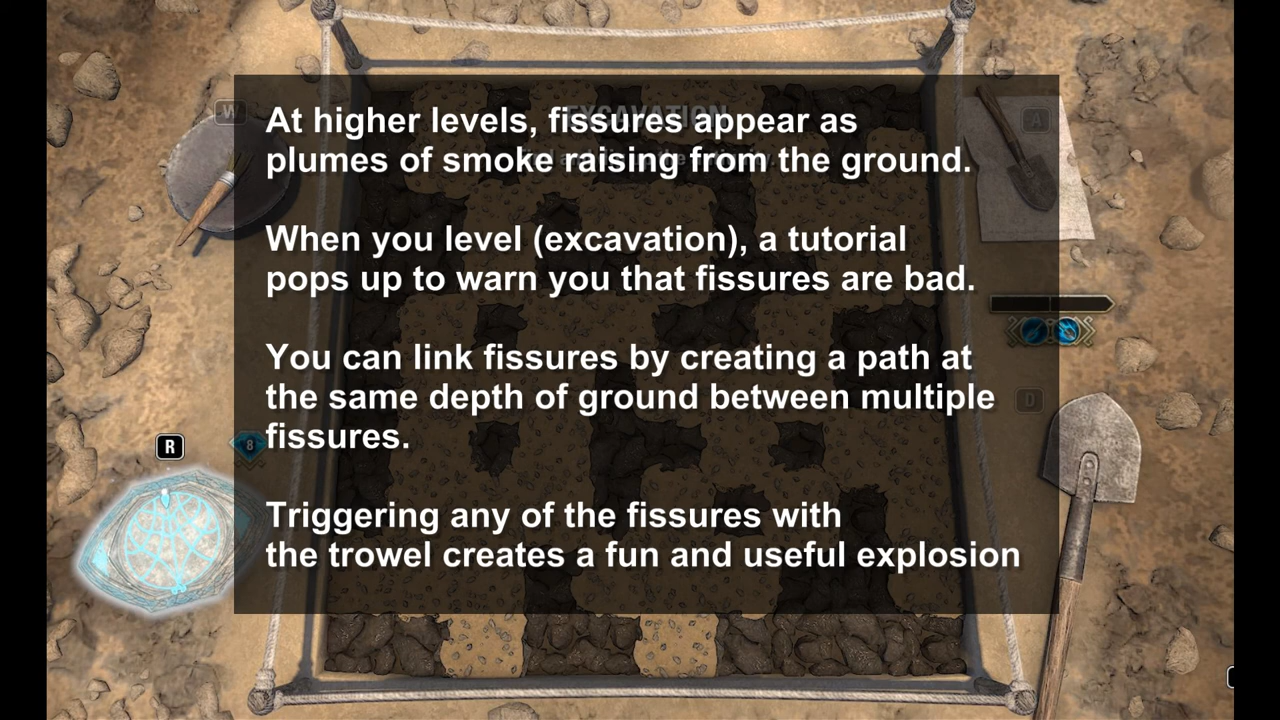 EXCAVATION
At higher levels, fissures appear as
plumes of smoke raising from the ground.
When you level (excavation), a tutorial
pops up to warn you that fissures are bad.
You can link fissures by creating a path at
the same depth of ground between multiple
fissures.
Triggering any of the fissures with
the trowel creates a fun and useful explosion
W
A
D
R
8